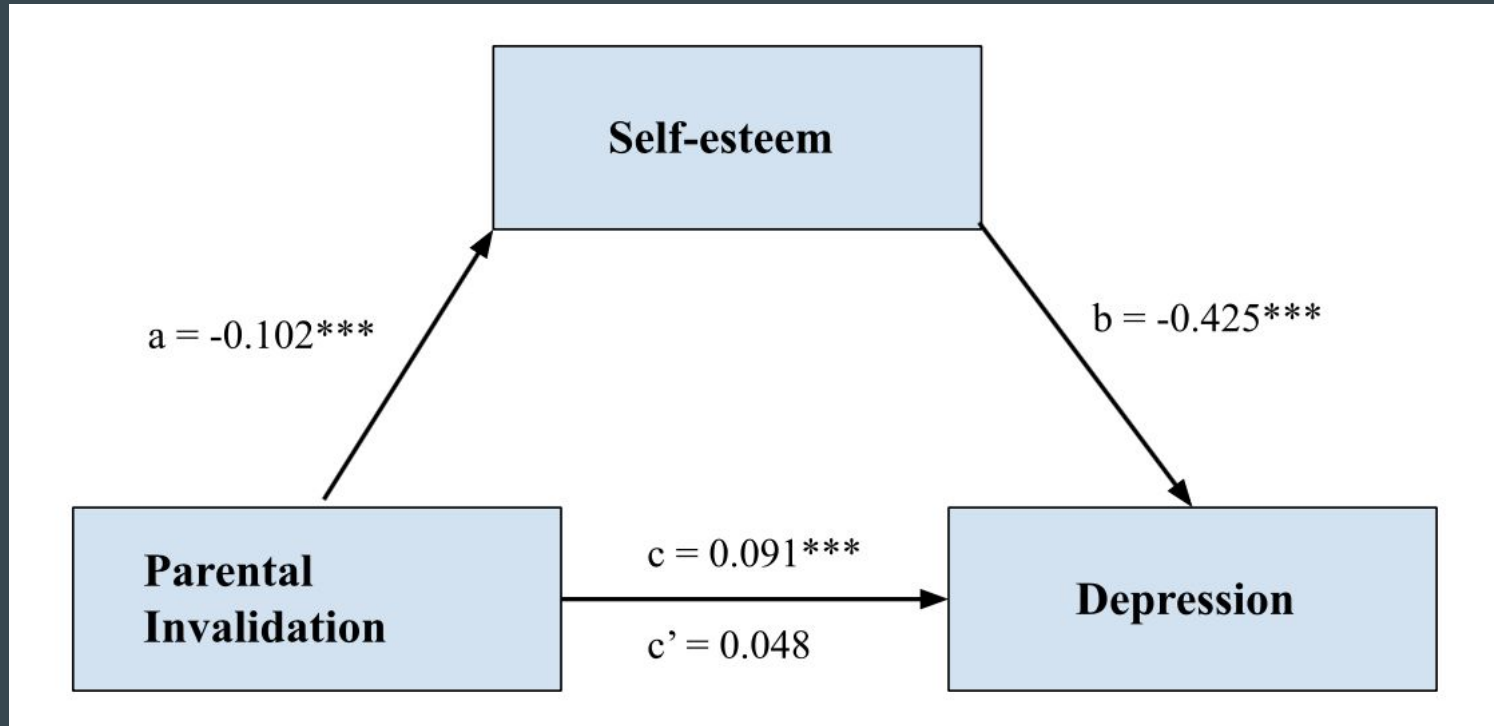 Self-esteem
a = -0.102***
b = -0.425***
c = 0.091***
Parental
Invalidation
Depression
c’ = 0.048